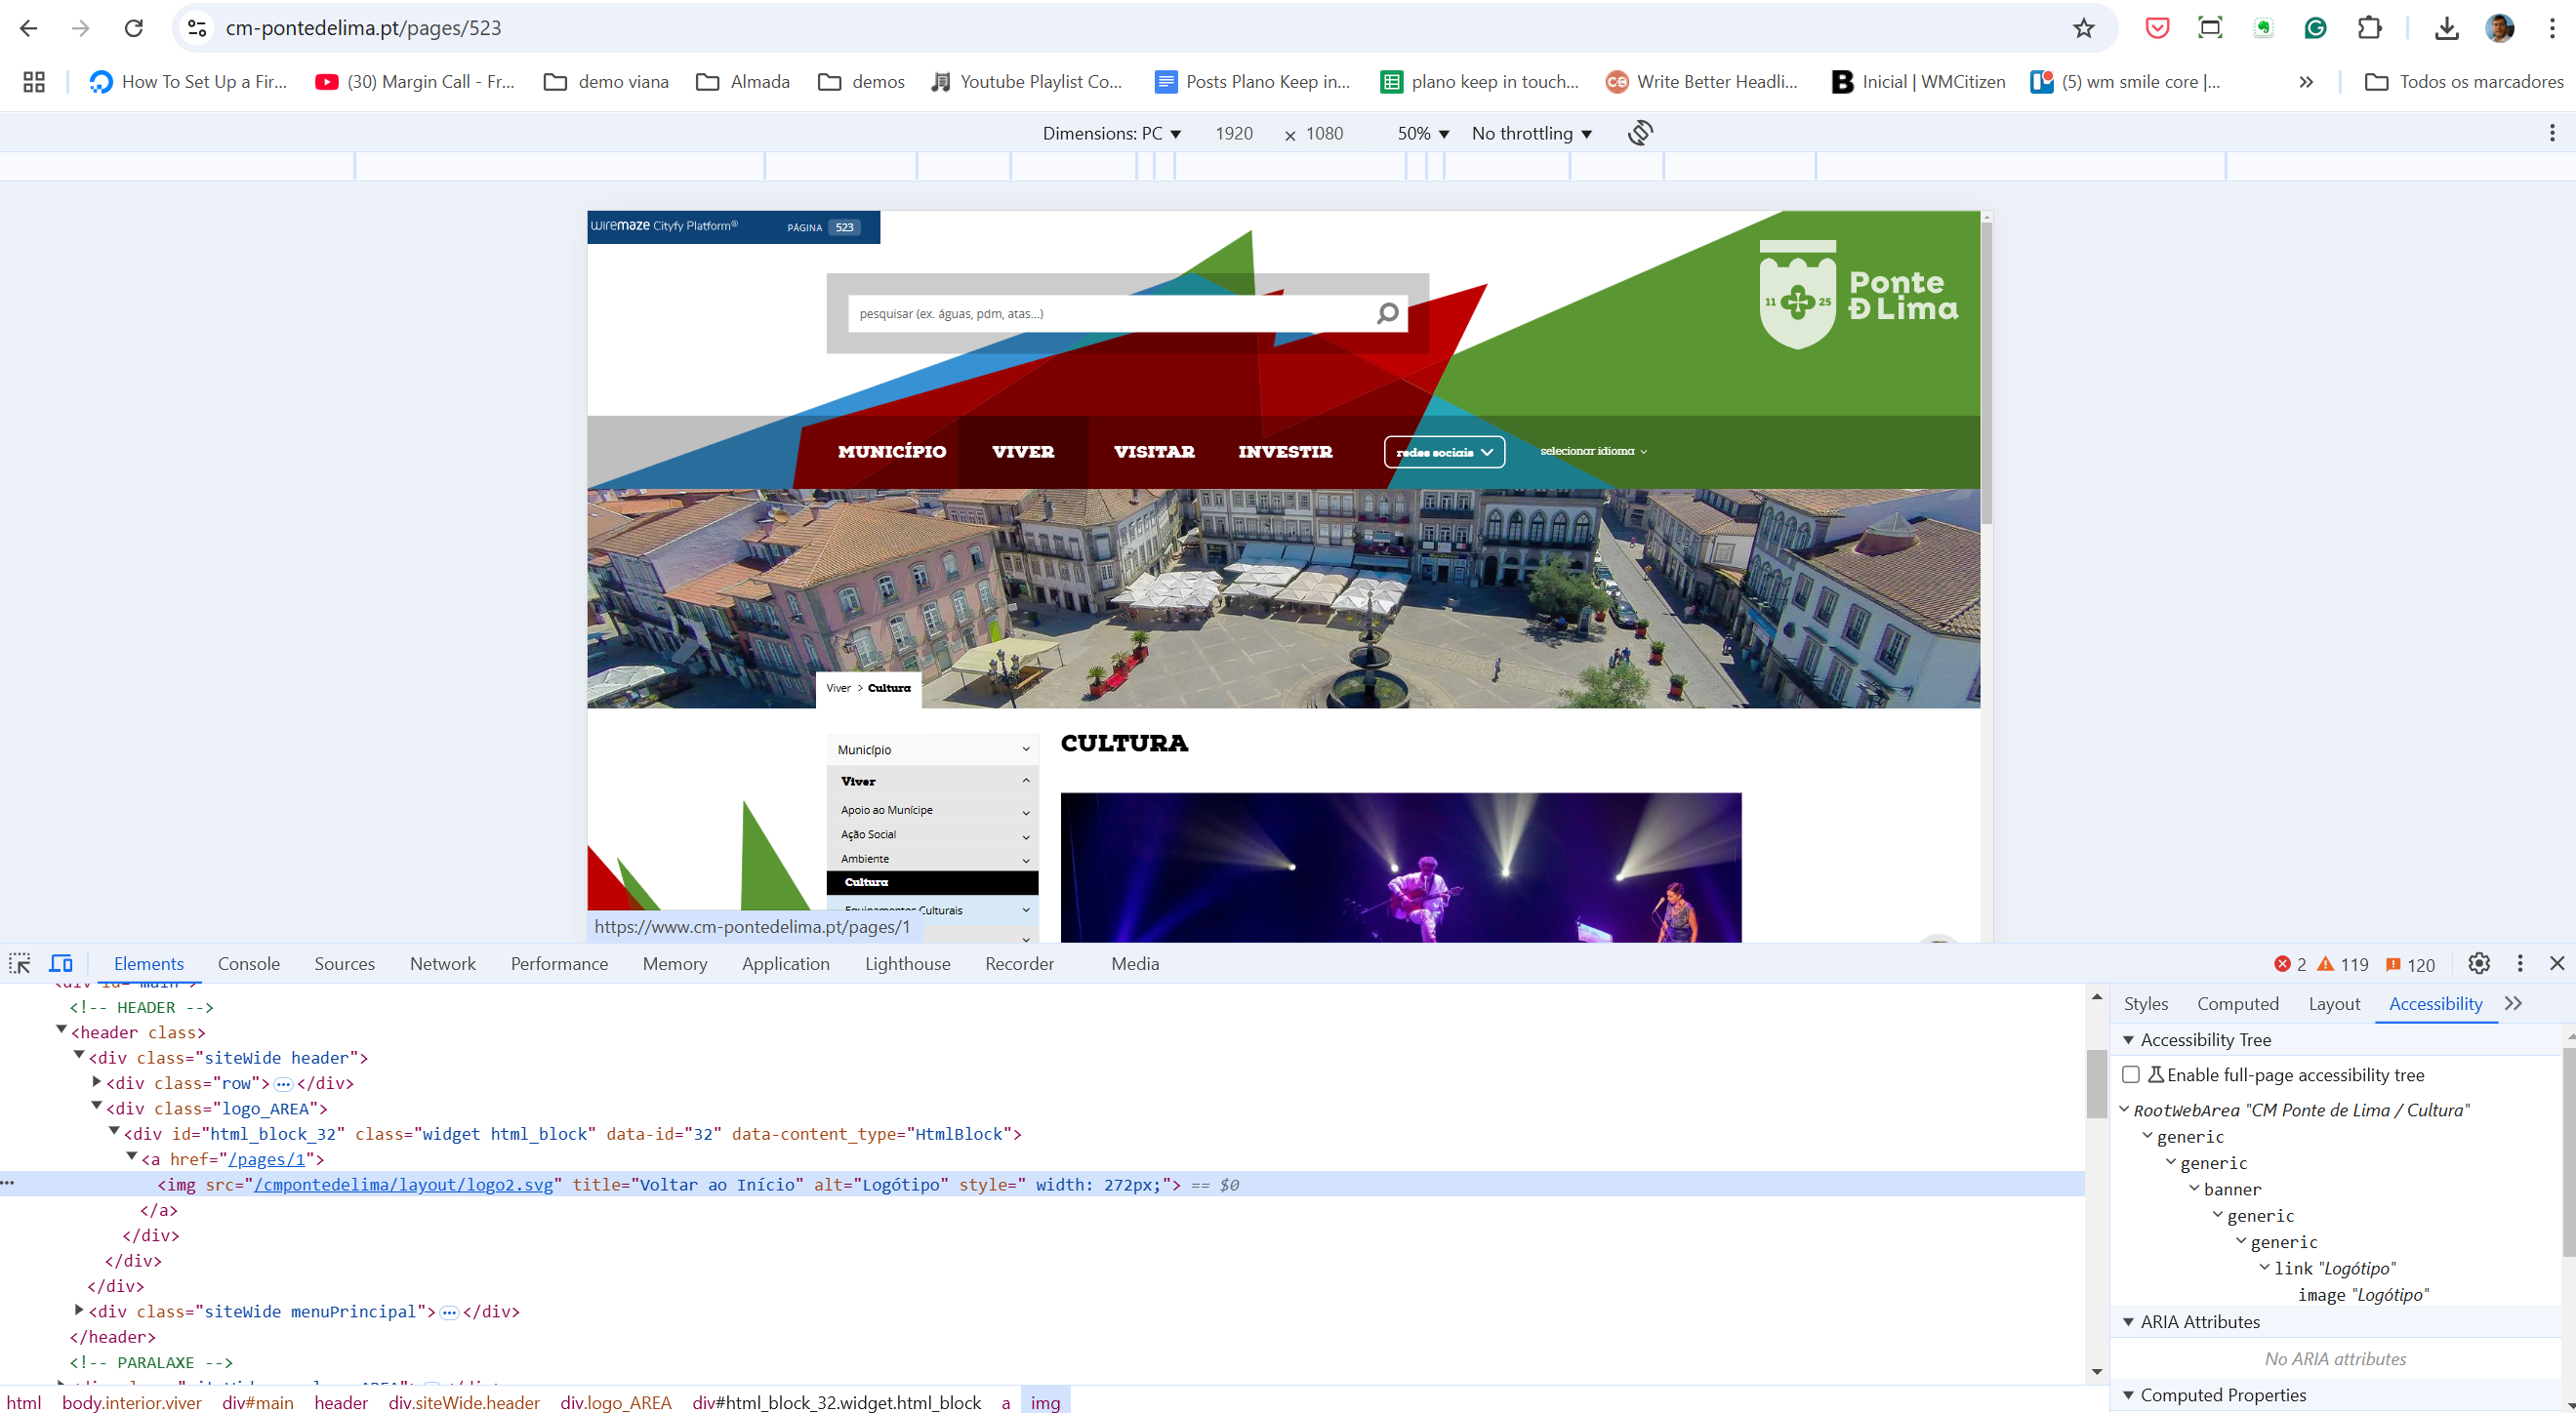 cm-pontedelima.pt/pages/523
How To Set Up a Fir... (30) Margin Call - Fr... demo viana Almada demos Youtube Playlist Co... Posts Plano Keep in... plano keep in touch... Write Better Headli... Inicial | WMCitizen (5) wm smile core |... » Todos os marcadores
Dimensions: PC 1920 × 1080 50% No throttling
wiremaze Cityfy Platform® PÁGINA 523
pesquisar (ex. águas, pdm, atas...)
11 25
Ponte
Đ Lima
MUNICÍPIO VIVER VISITAR INVESTIR redes sociais selecionar idioma
Viver > Cultura
CULTURA
Município
Viver
Apoio ao Munícipe
Ação Social
Ambiente
Cultura
Equipamentos Culturais
https://www.cm-pontedelima.pt/pages/1
Elements Console Sources Network Performance Memory Application Lighthouse Recorder Media 2 119 120
<div id="main">
<!-- HEADER -->
<header class>
<div class="siteWide header">
<div class="row">…</div>
<div class="logo_AREA">
<div id="html_block_32" class="widget html_block" data-id="32" data-content_type="HtmlBlock">
<a href="/pages/1">
<img src="/cmpontedelima/layout/logo2.svg" title="Voltar ao Início" alt="Logótipo" style=" width: 272px;"> == $0
</a>
</div>
</div>
</div>
<div class="siteWide menuPrincipal">…</div>
</header>
<!-- PARALAXE -->
html body.interior.viver div#main header div.siteWide.header div.logo_AREA div#html_block_32.widget.html_block a img
Styles Computed Layout Accessibility
Accessibility Tree
Enable full-page accessibility tree
RootWebArea "CM Ponte de Lima / Cultura"
generic
generic
banner
generic
generic
link "Logótipo"
image "Logótipo"
ARIA Attributes
No ARIA attributes
Computed Properties